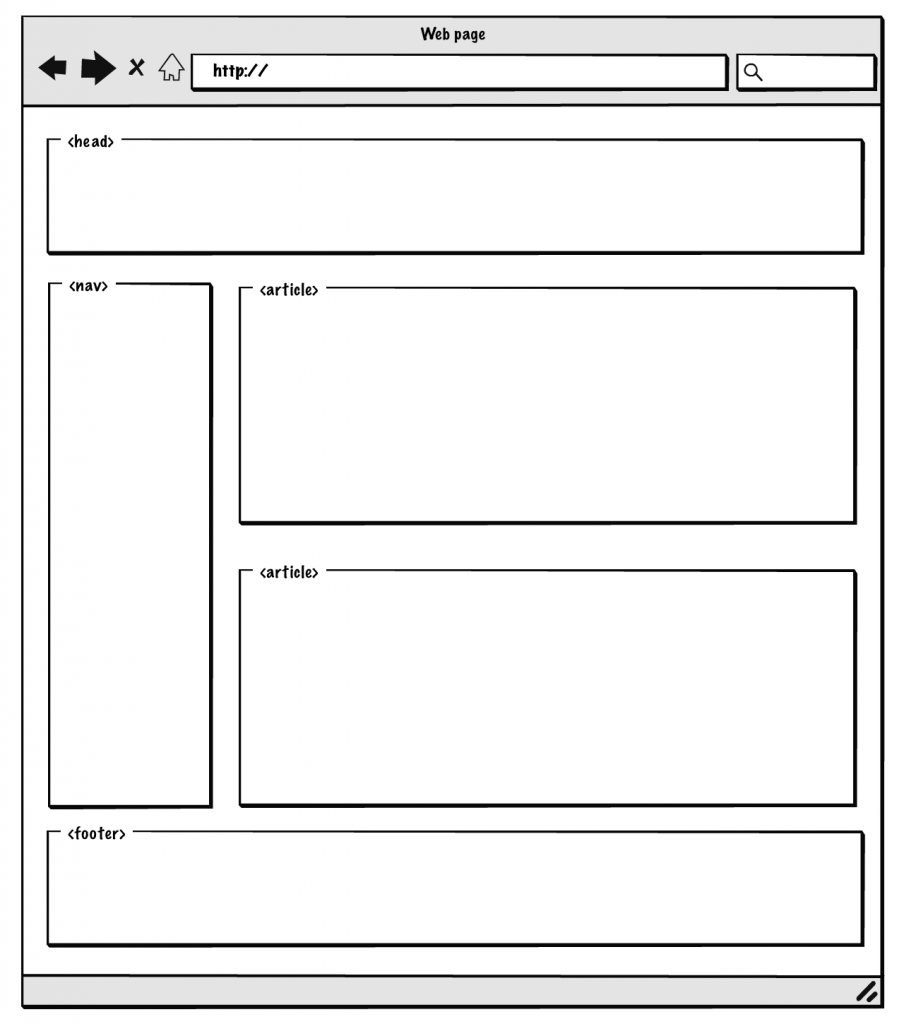 Web page
http://
<head>
<nav>
<article>
<article>
<footer>